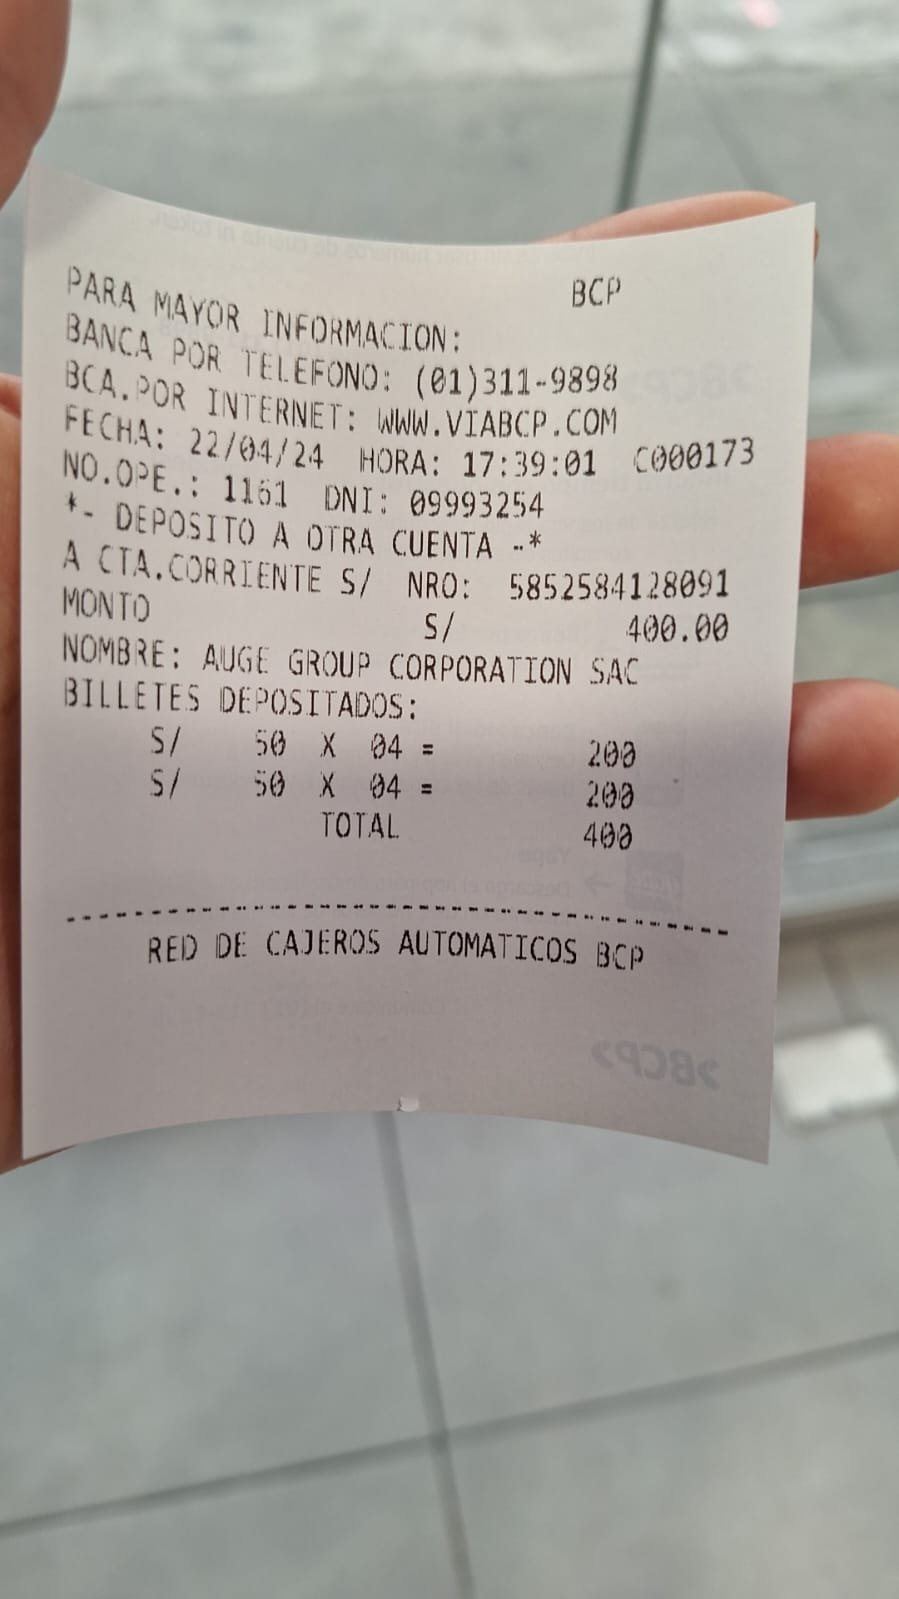 BCP
PARA MAYOR INFORMACION:
BANCA POR TELEFONO: (01)311-9898
BCA.POR INTERNET: WWW.VIABCP.COM
FECHA: 22/04/24 HORA: 17:39:01 C000173
NO.OPE.: 1161 DNI: 09993254
*- DEPOSITO A OTRA CUENTA -*
A CTA.CORRIENTE S/ NRO: 5852584128091
MONTO S/ 400.00
NOMBRE: AUGE GROUP CORPORATION SAC
BILLETES DEPOSITADOS:
S/ 50 X 04 = 200
S/ 50 X 04 = 200
TOTAL 400
RED DE CAJEROS AUTOMATICOS BCP
>BCP>